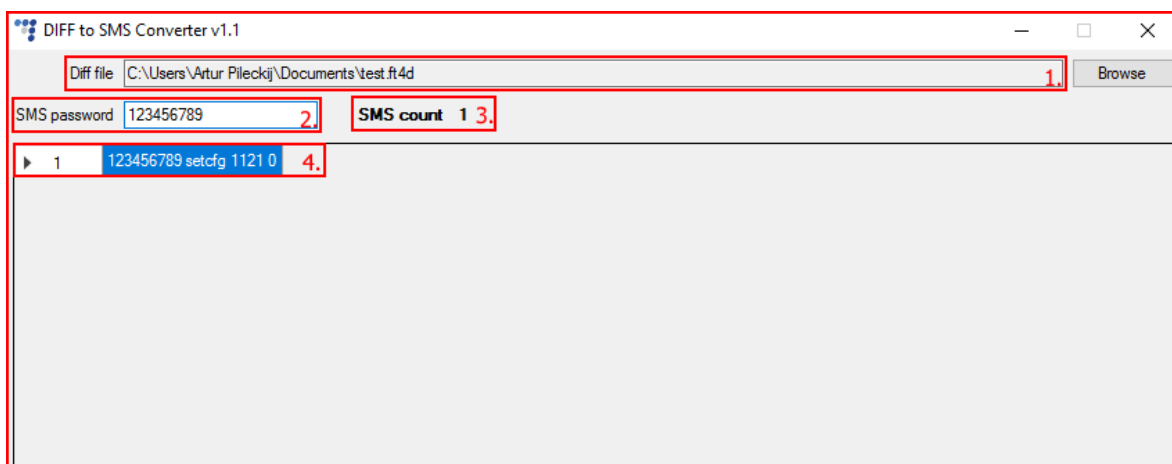 DIFF to SMS Converter v1.1
Diff file C:\Users\Artur Pileckij\Documents\test.ft4d 1. Browse
SMS password 123456789 2. SMS count 1 3.
1 123456789 setcfg 1121 0 4.